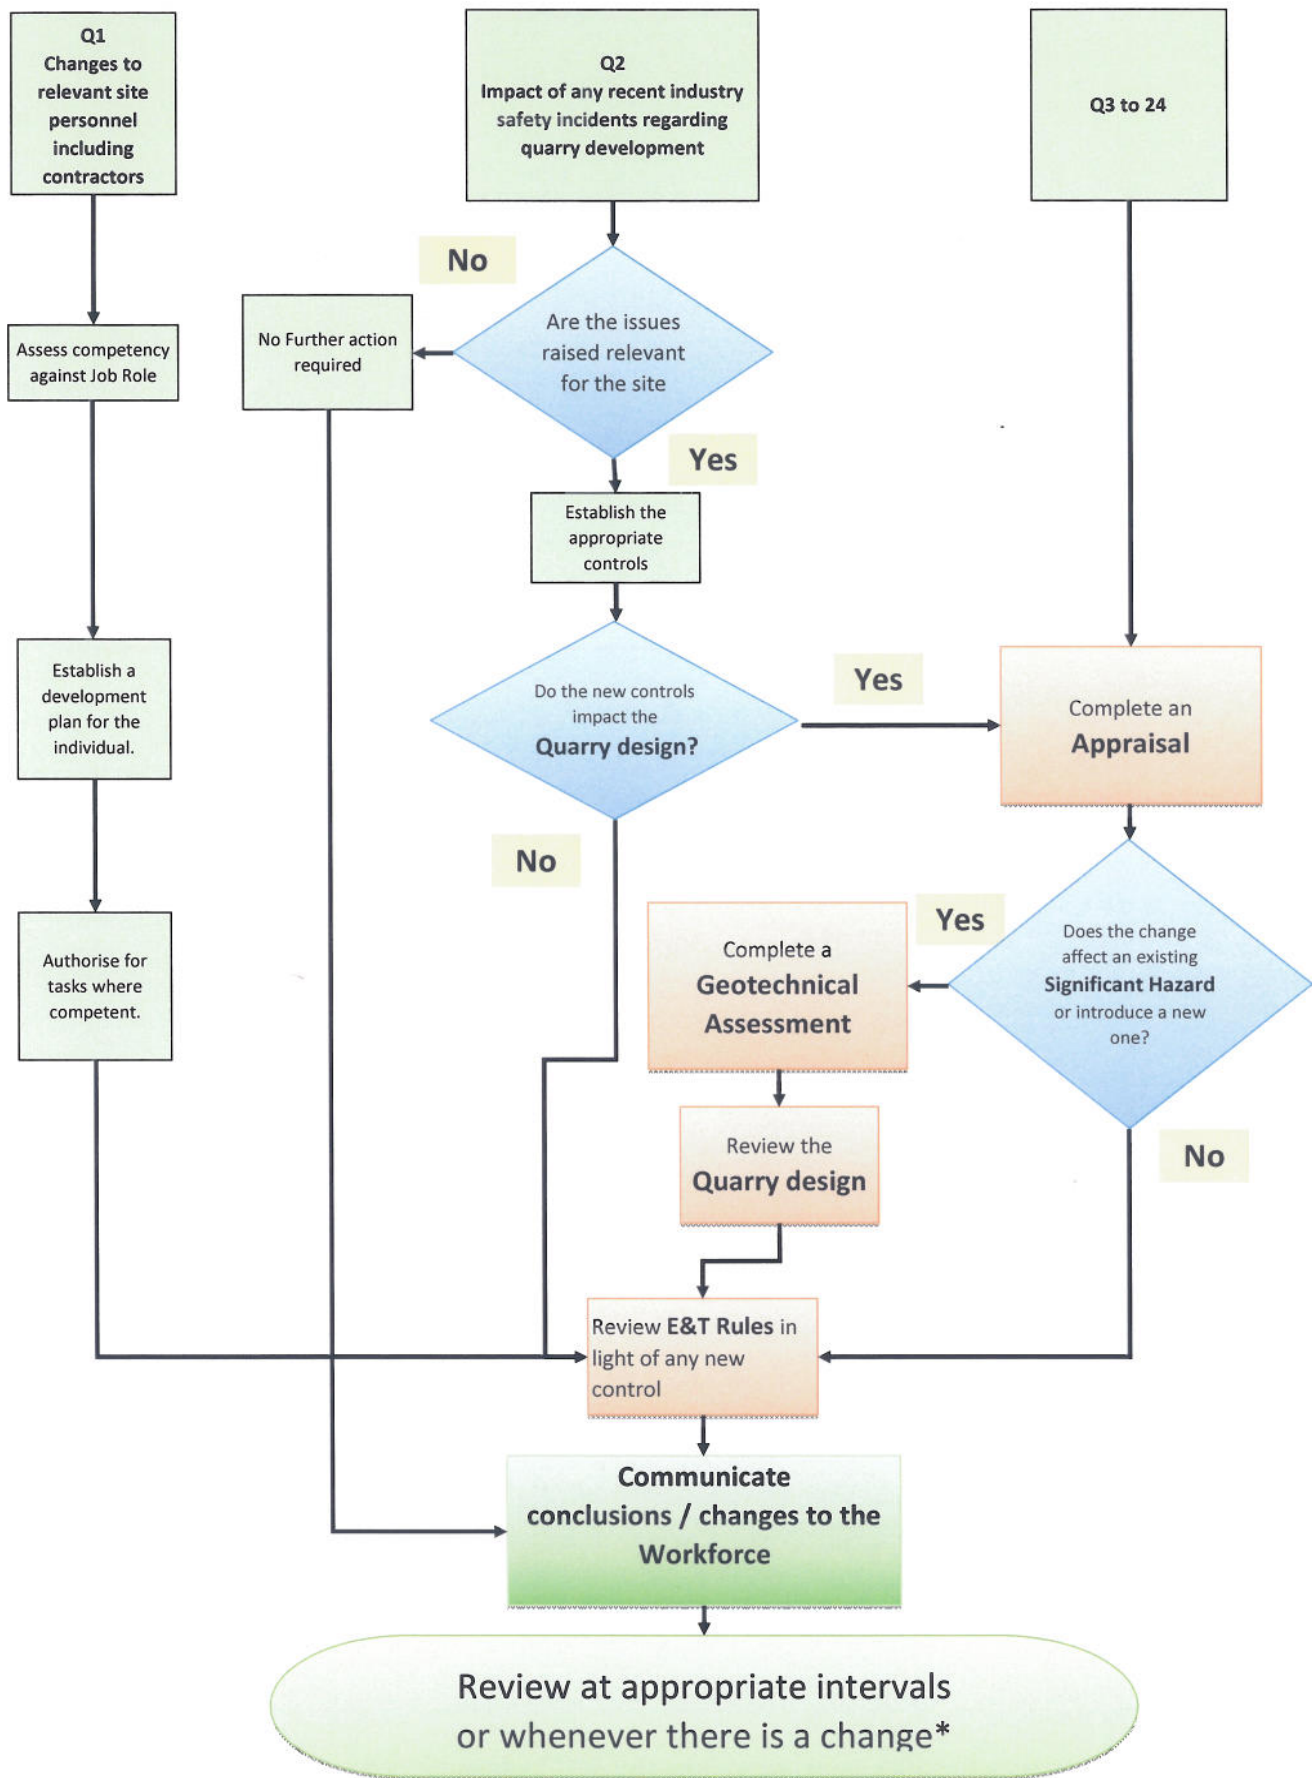 Q1
Changes to
relevant site
personnel
including
contractors
Q2
Impact of any recent industry
safety incidents regarding
quarry development
Q3 to 24
No
Are the issues
raised relevant
for the site
No Further action
required
Assess competency
against Job Role
Yes
Establish the
appropriate
controls
Establish a
development
plan for the
individual.
Do the new controls
impact the
Quarry design?
Yes
Complete an
Appraisal
No
Authorise for
tasks where
competent.
Complete a
Geotechnical
Assessment
Yes
Does the change
affect an existing
Significant Hazard
or introduce a new
one?
Review the
Quarry design
No
Review E&T Rules in
light of any new
control
Communicate
conclusions / changes to the
Workforce
Review at appropriate intervals
or whenever there is a change*